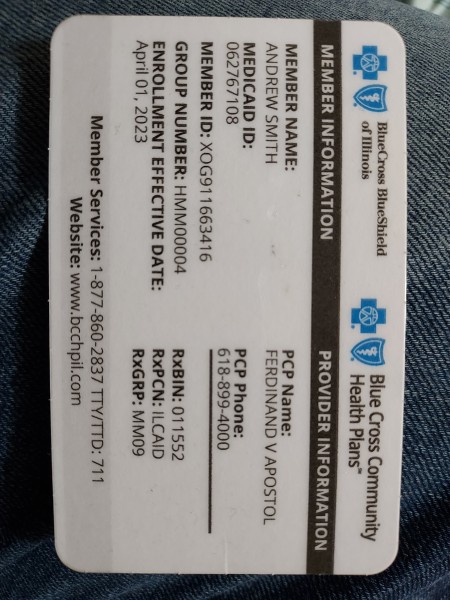 BlueCross BlueShield
of Illinois
Blue Cross Community
Health Plans℠
MEMBER INFORMATION
PROVIDER INFORMATION
MEMBER NAME:
ANDREW SMITH
MEDICAID ID:
062767108
MEMBER ID: XOG911663416
GROUP NUMBER: HMM00004
ENROLLMENT EFFECTIVE DATE:
April 01, 2023
PCP Name:
FERDINAND V APOSTOL
PCP Phone:
618-899-4000
RxBIN: 011552
RxPCN: ILCAID
RxGRP: MM09
Member Services: 1-877-860-2837 TTY/TTD: 711
Website: www.bcchpil.com